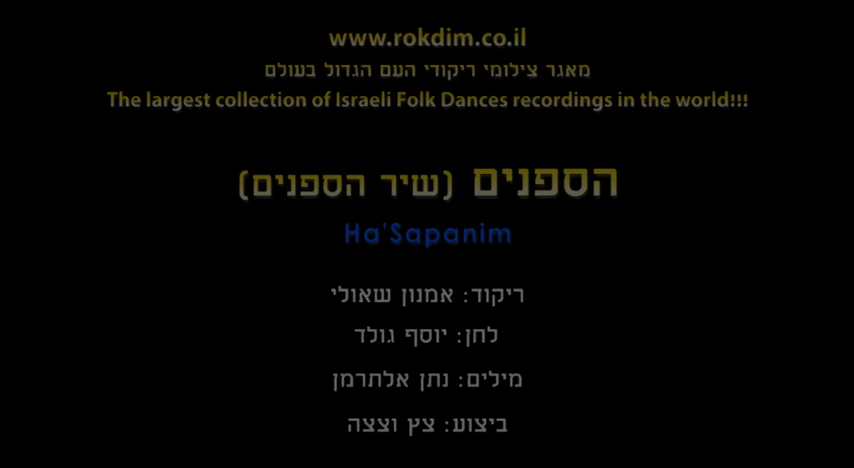 www.rokdim.co.il
מאגר צילומי ריקודי העם הגדול בעולם
The largest collection of Israeli Folk Dances recordings in the world!!!
הספנים (שיר הספנים)
Ha'Sapanim
ריקוד: אמנון שאולי
לחן: יוסף גולד
מילים: נתן אלתרמן
ביצוע: צץ וצצה